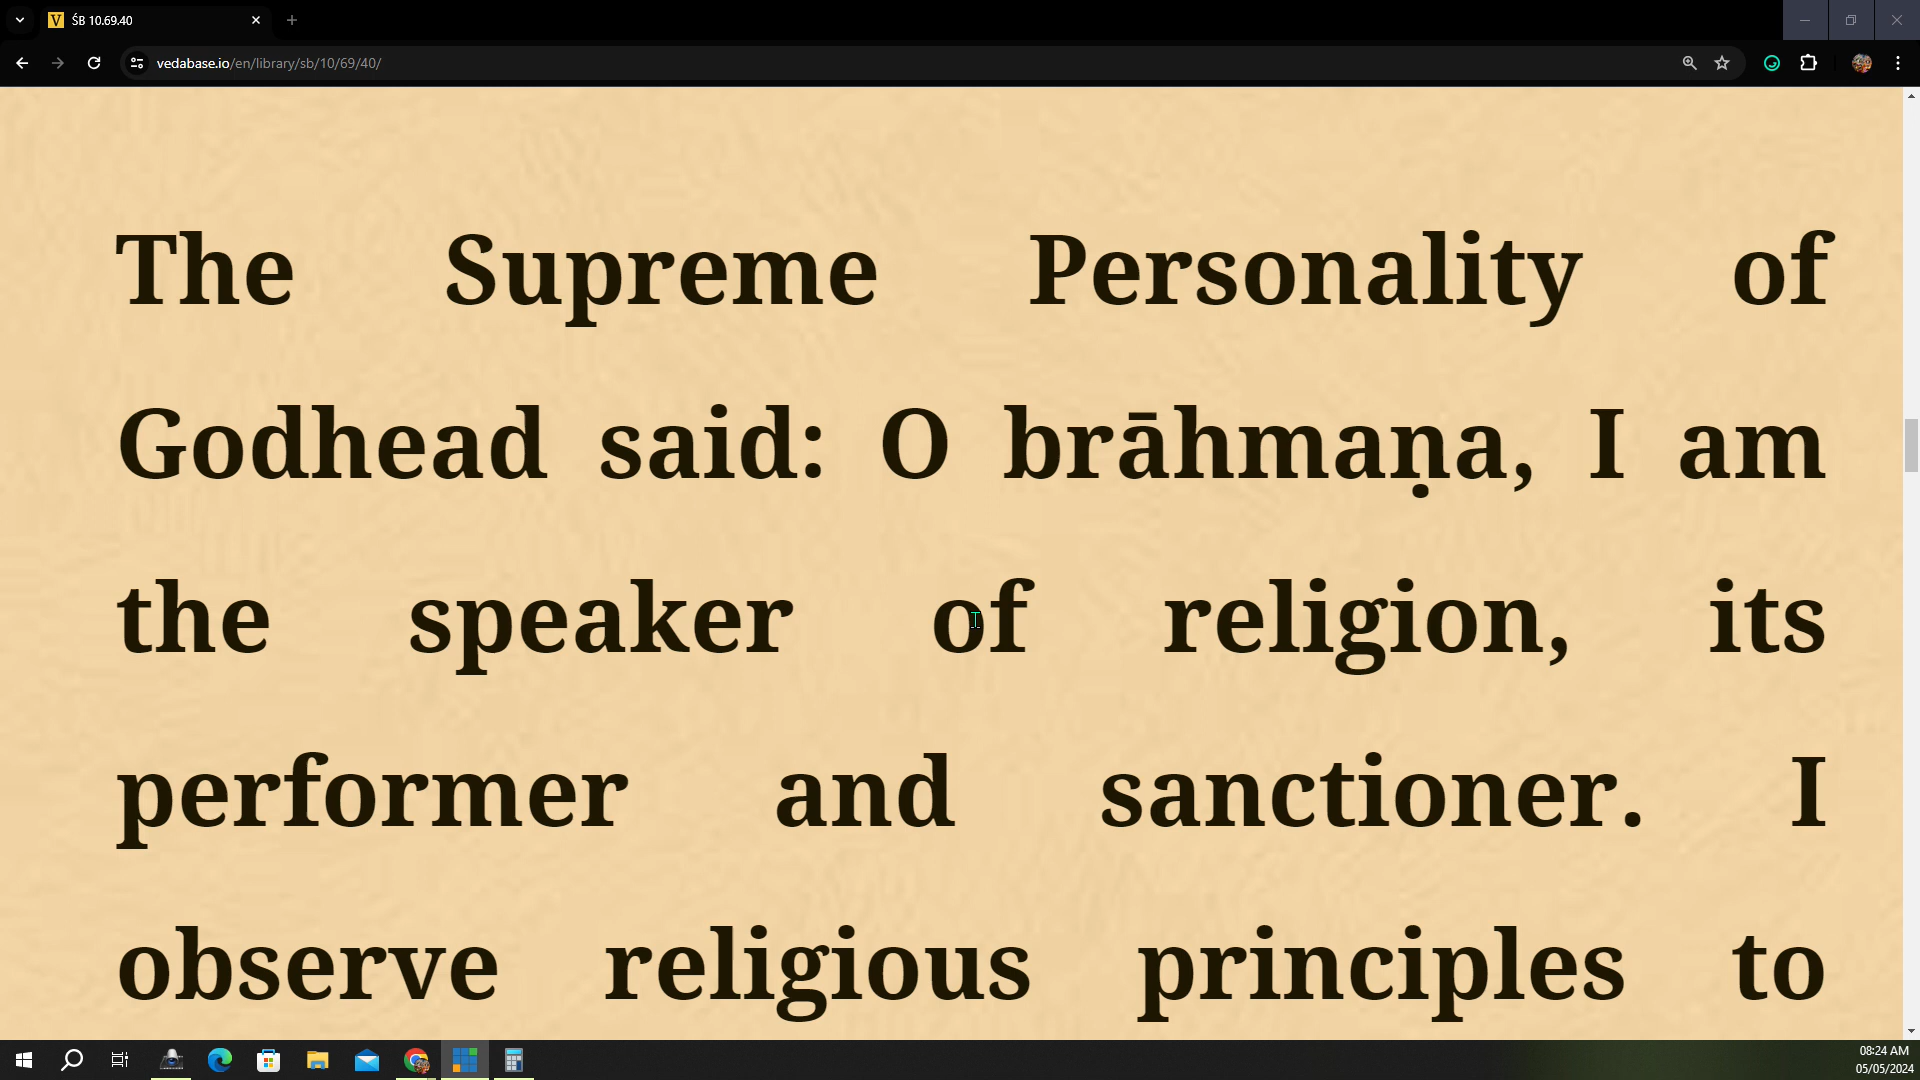 ŚB 10.69.40
vedabase.io/en/library/sb/10/69/40/
The Supreme Personality of
Godhead said: O brāhmaṇa, I am
the speaker of religion, its
performer and sanctioner. I
observe religious principles to
08:24 AM
05/05/2024